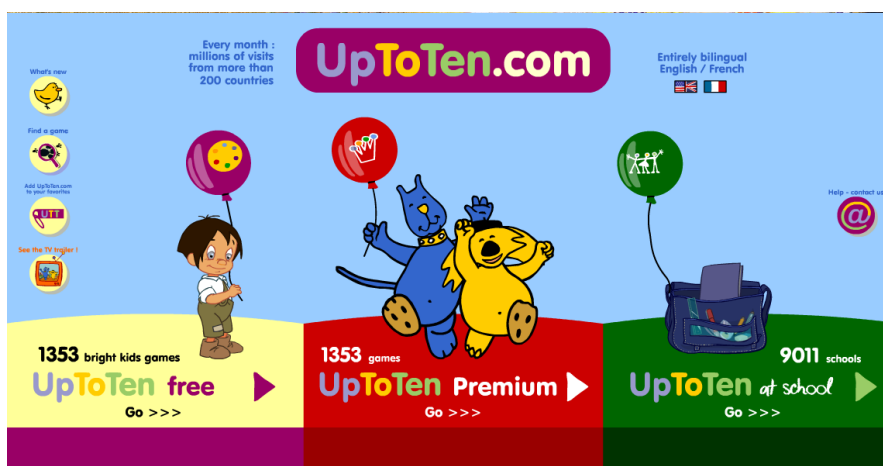 Every month :
millions of visits
from more than
200 countries
UpToTen.com
Entirely bilingual
English / French
What's new
Find a game
Add UpToTen.com
to your favorites
UTT
See the TV trailer !
Help - contact us
@
1353 bright kids games
UpToTen free
Go >>>
1353 games
UpToTen Premium
Go >>>
9011 schools
UpToTen at school
Go >>>